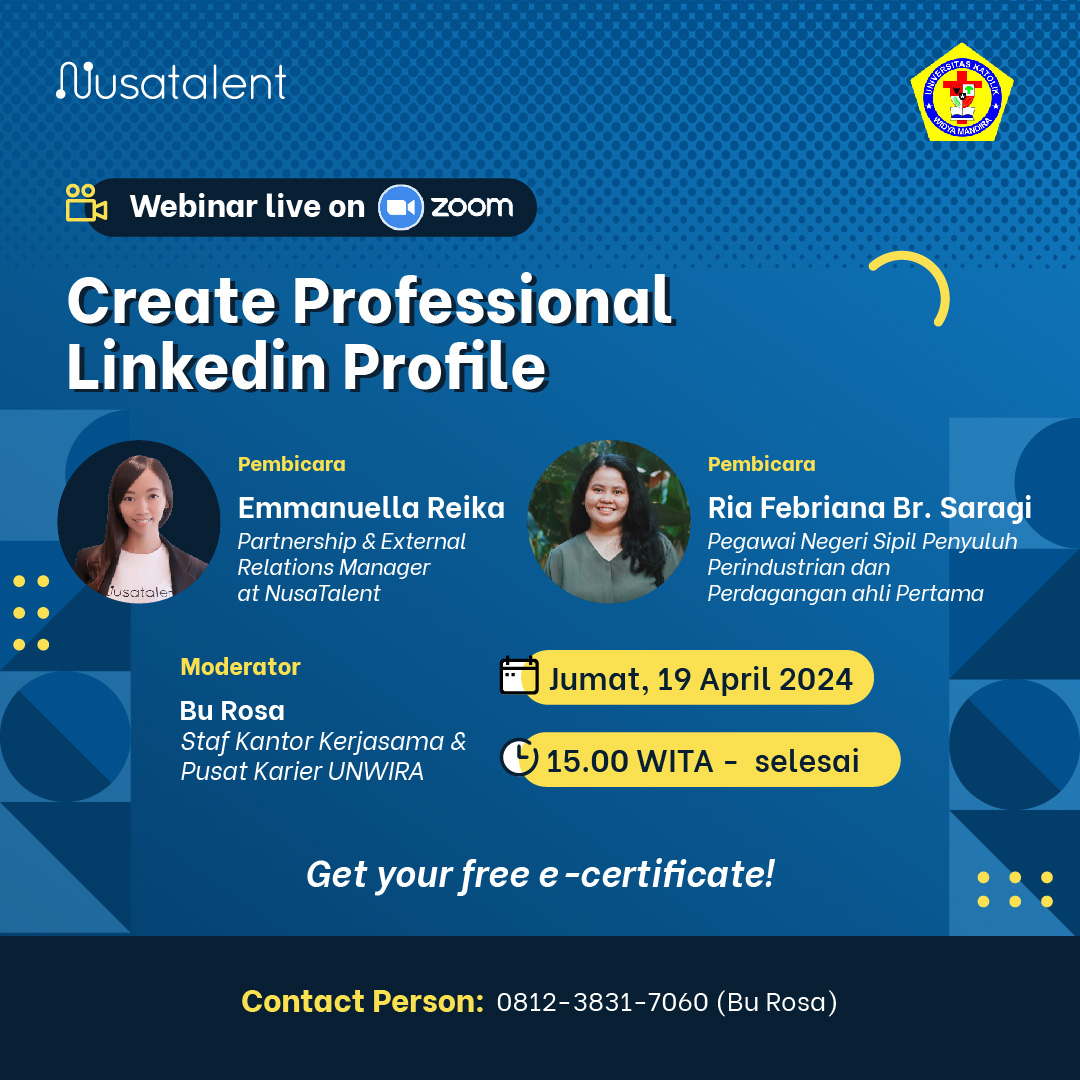 Nusatalent
UNIVERSITAS KATOLIK
WIDYA MANDIRA
Webinar live on zoom
Create Professional
Linkedin Profile
Pembicara
Emmanuella Reika
Partnership & External
Relations Manager
at NusaTalent
nusatalent
Pembicara
Ria Febriana Br. Saragi
Pegawai Negeri Sipil Penyuluh
Perindustrian dan
Perdagangan ahli Pertama
Moderator
Bu Rosa
Staf Kantor Kerjasama &
Pusat Karier UNWIRA
Jumat, 19 April 2024
15.00 WITA - selesai
Get your free e-certificate!
Contact Person: 0812-3831-7060 (Bu Rosa)